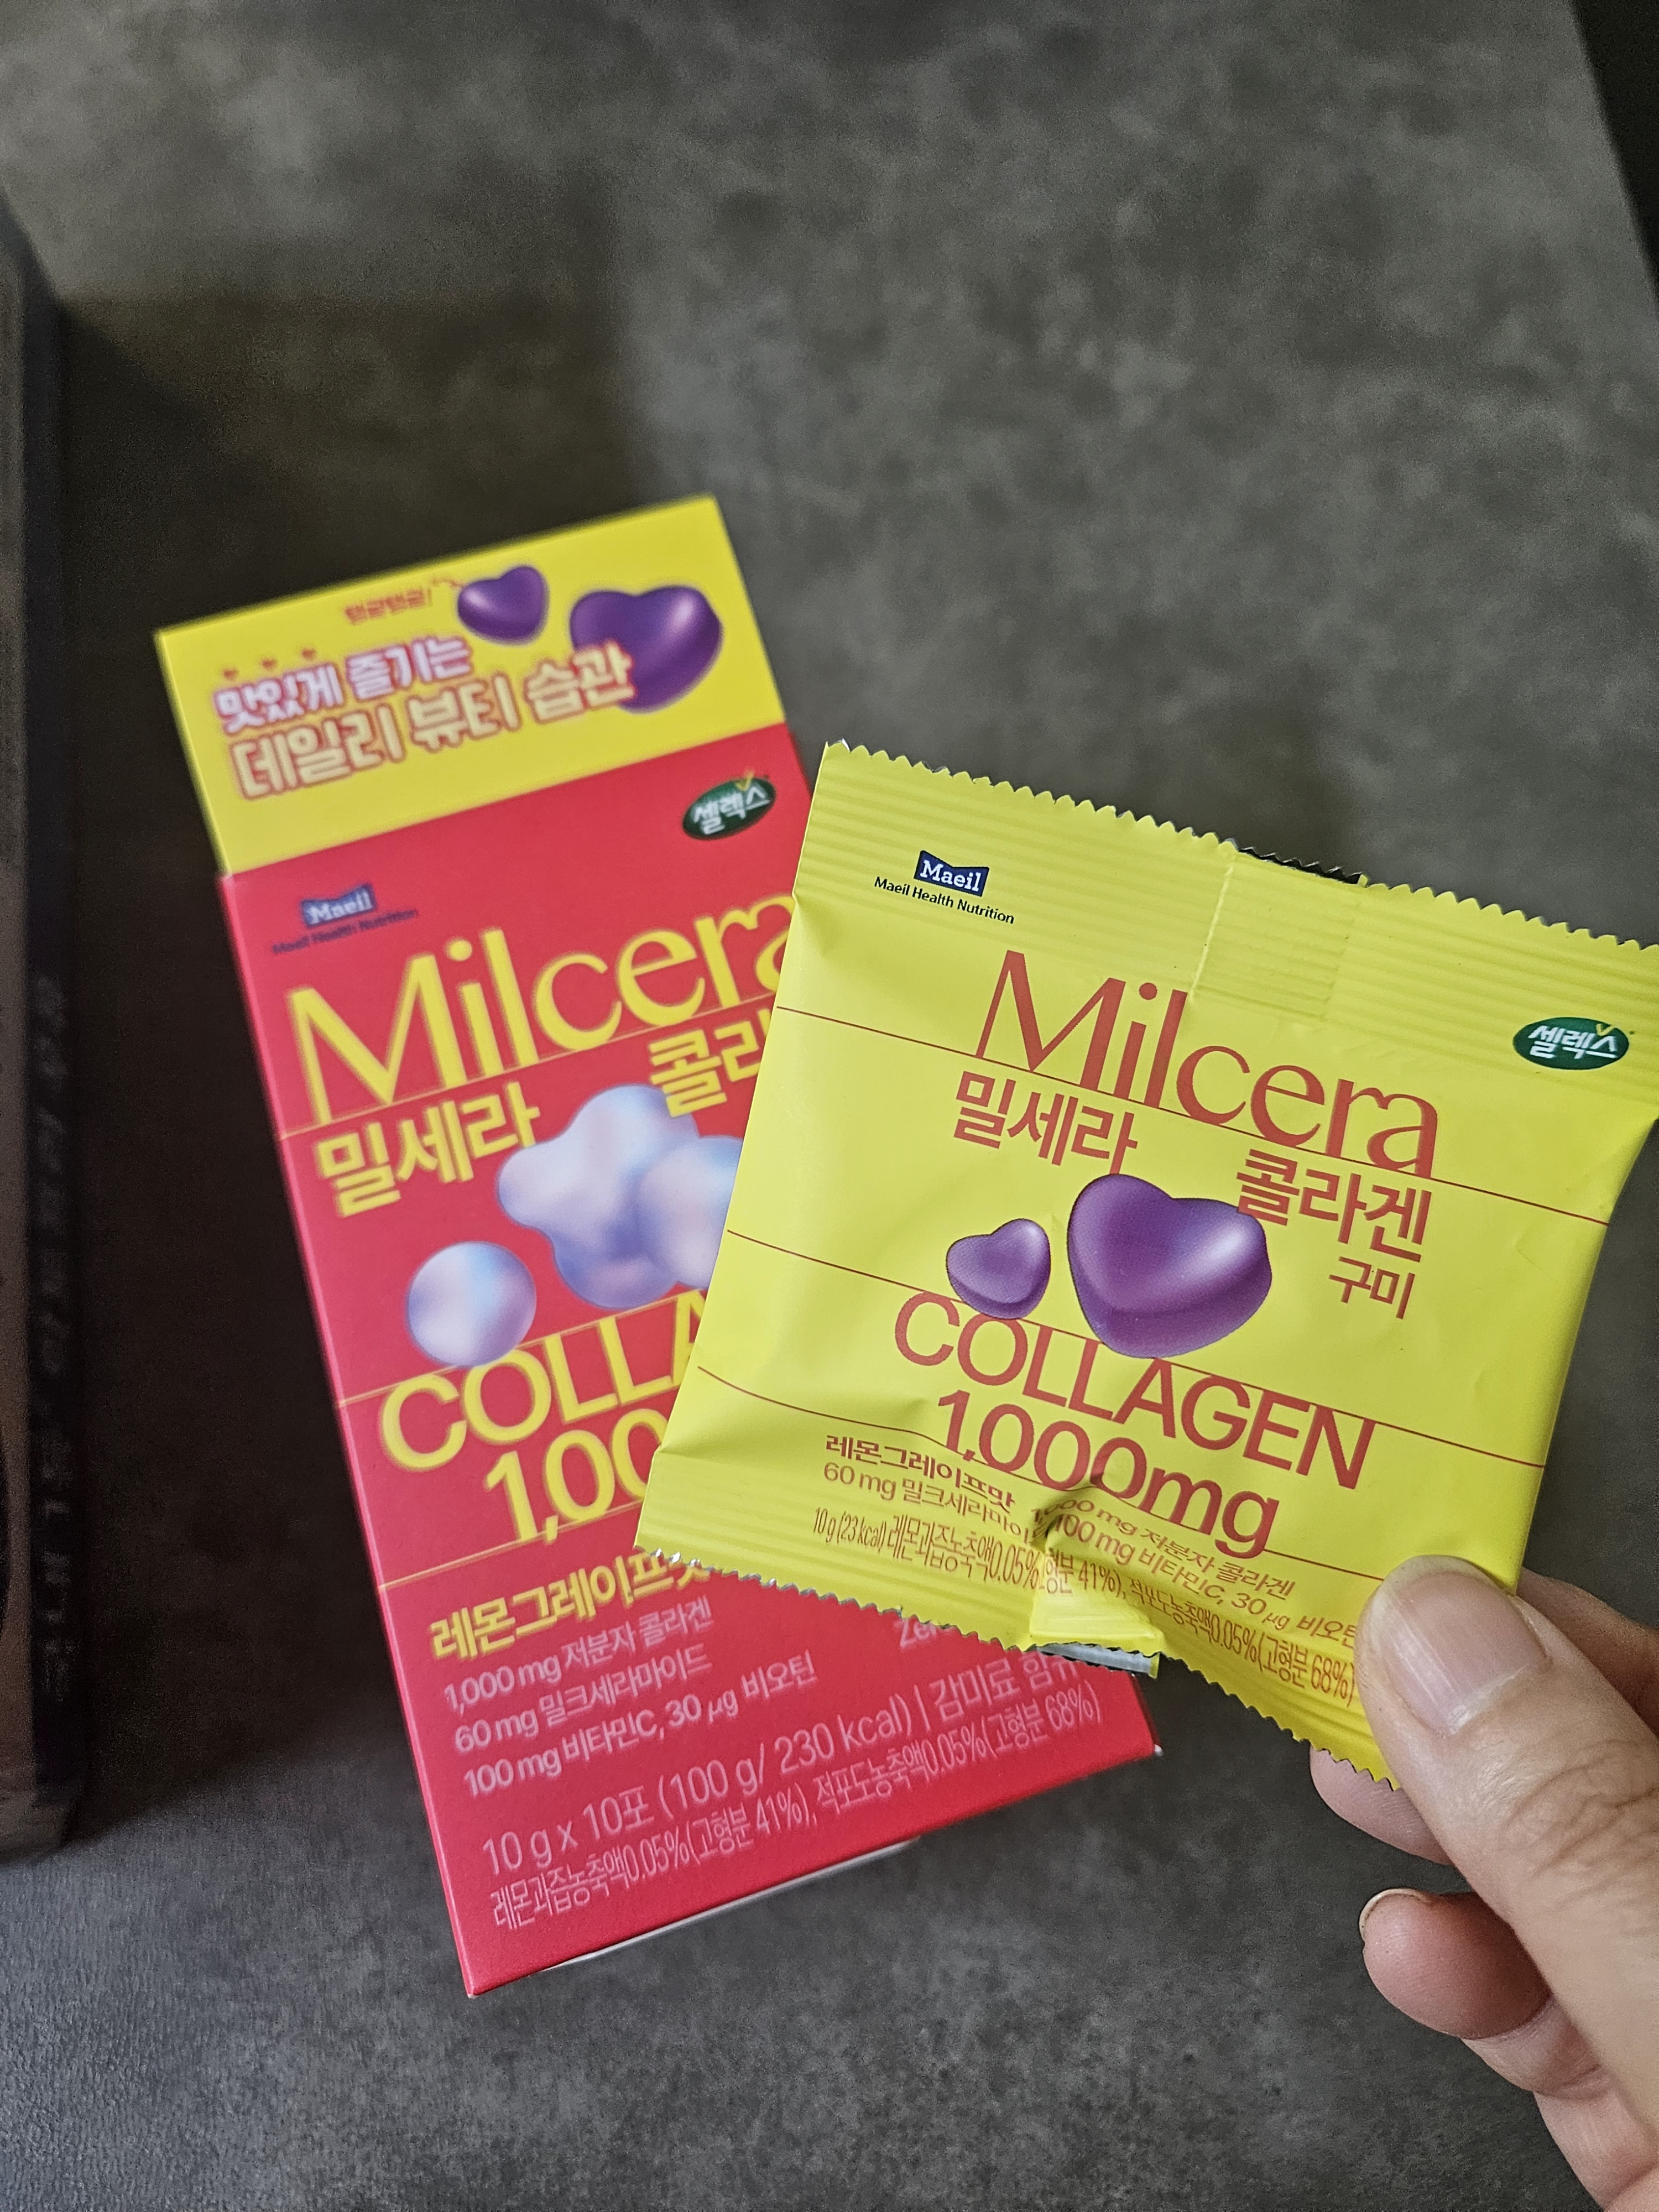 탱글탱글!
맛있게 즐기는
데일리 뷰티 습관
셀렉스
Maeil
Maeil Health Nutrition
Milcera
밀세라
COLLA
1,00
레몬그레이프맛
1,000 mg 저분자 콜라겐
60 mg 밀크세라마이드
100 mg 비타민C, 30 µg 비오틴
10 g x 10포 (100 g/ 230 kcal) | 감미료 함유
레몬과즙농축액0.05%(고형분 41%), 적포도농축액0.05%(고형분 68%)
Maeil
Maeil Health Nutrition
셀렉스
Milcera
밀세라
콜라겐
구미
COLLAGEN
1,000mg
레몬그레이프맛 1,000 mg 저분자 콜라겐
60 mg 밀크세라마이드 100 mg 비타민C, 30 µg 비오틴
10 g (23 kcal) 레몬과즙농축액0.05% 41%), 적포도농축액0.05%(고형분 68%)